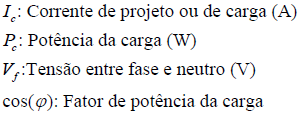 I_c: Corrente de projeto ou de carga (A)
P_c: Potência da carga (W)
V_f:Tensão entre fase e neutro (V)
cos(φ): Fator de potência da carga